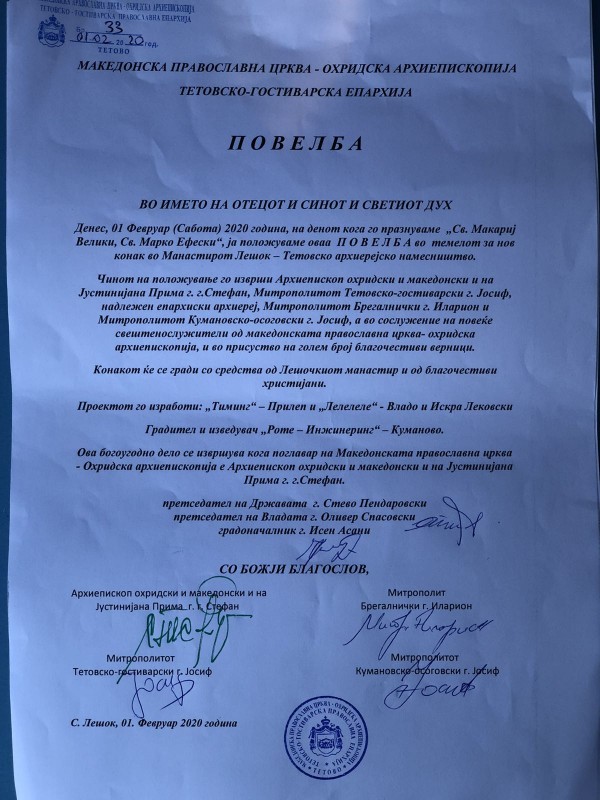 МАКЕДОНСКА ПРАВОСЛАВНА ЦРКВА - ОХРИДСКА АРХИЕПИСКОПИЈА
ТЕТОВСКО - ГОСТИВАРСКА ПРАВОСЛАВНА ЕПАРХИЈА
Бр. 33
01.02. 2020 год.
ТЕТОВО
МАКЕДОНСКА ПРАВОСЛАВНА ЦРКВА - ОХРИДСКА АРХИЕПИСКОПИЈА
ТЕТОВСКО-ГОСТИВАРСКА ЕПАРХИЈА
П О В Е Л Б А
ВО ИМЕТО НА ОТЕЦОТ И СИНОТ И СВЕТИОТ ДУХ
Денес, 01 Февруар (Сабота) 2020 година, на денот кога го празнуваме „Св. Макариј
Велики, Св. Марко Ефески“, ја положуваме оваа П О В Е Л Б А во темелот за нов
конак во Манастирот Лешок – Тетовско архиерејско намесништво.
Чинот на положување го изврши Архиепископ охридски и македонски и на
Јустинијана Прима г. г.Стефан, Митрополитот Тетовско-гостиварски г. Јосиф,
надлежен епархиски архиереј, Митрополитот Брегалнички г. Иларион и
Митрополитот Кумановско-осоговски г. Јосиф, а во сослужение на повеќе
свештенослужители од македонската православна црква- охридска
архиепископија, и во присуство на голем број благочестиви верници.
Конакот ќе се гради со средства од Лешочкиот манастир и од благочестиви
христијани.
Проектот го изработи: „Тиминг“ – Прилеп и „Лелелеле“ - Владо и Искра Лековски
Градител и изведувач „Роте – Инжинеринг“ – Куманово.
Ова богоугодно дело се извршува кога поглавар на Македонската православна црква
- Охридска архиепископија е Архиепископ охридски и македонски и на Јустинијана
Прима г. г.Стефан.
претседател на Државата г. Стево Пендаровски
претседател на Владата г. Оливер Спасовски
градоначалник г. Исен Асани
СО БОЖЈИ БЛАГОСЛОВ,
Архиепископ охридски и македонски и на
Јустинијана Прима г. г. Стефан
Митрополит
Брегалнички г. Иларион
Митрополитот
Тетовско-гостиварски г. Јосиф
Митрополитот
Кумановско-осоговски г. Јосиф
С. Лешок, 01. Февруар 2020 година
МАКЕДОНСКА ПРАВОСЛАВНА ЦРКВА - ОХРИДСКА АРХИЕПИСКОПИЈА
ТЕТОВСКО-ГОСТИВАРСКА ПРАВОСЛАВНА ЕПАРХИЈА
ТЕТОВО